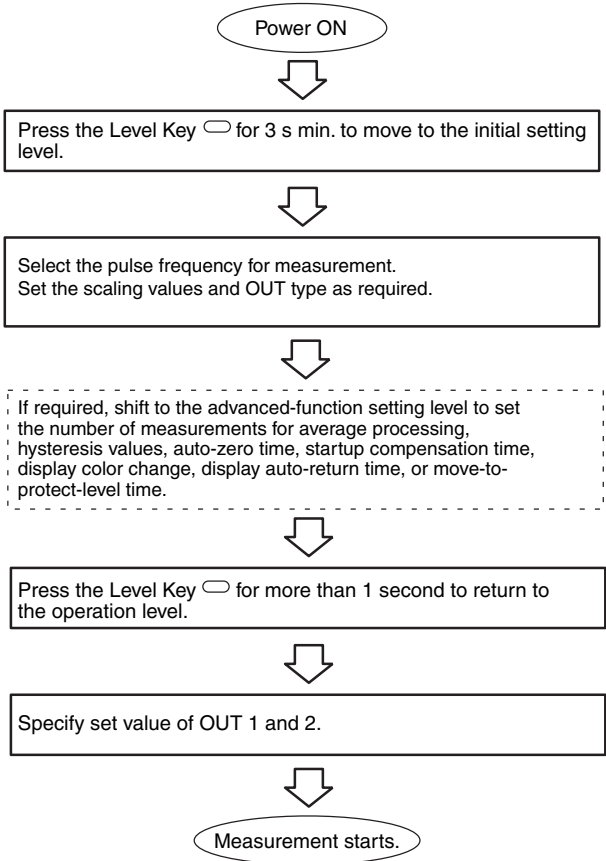 Power ON
Press the Level Key for 3 s min. to move to the initial setting
level.
Select the pulse frequency for measurement.
Set the scaling values and OUT type as required.
If required, shift to the advanced-function setting level to set
the number of measurements for average processing,
hysteresis values, auto-zero time, startup compensation time,
display color change, display auto-return time, or move-to-
protect-level time.
Press the Level Key for more than 1 second to return to
the operation level.
Specify set value of OUT 1 and 2.
Measurement starts.